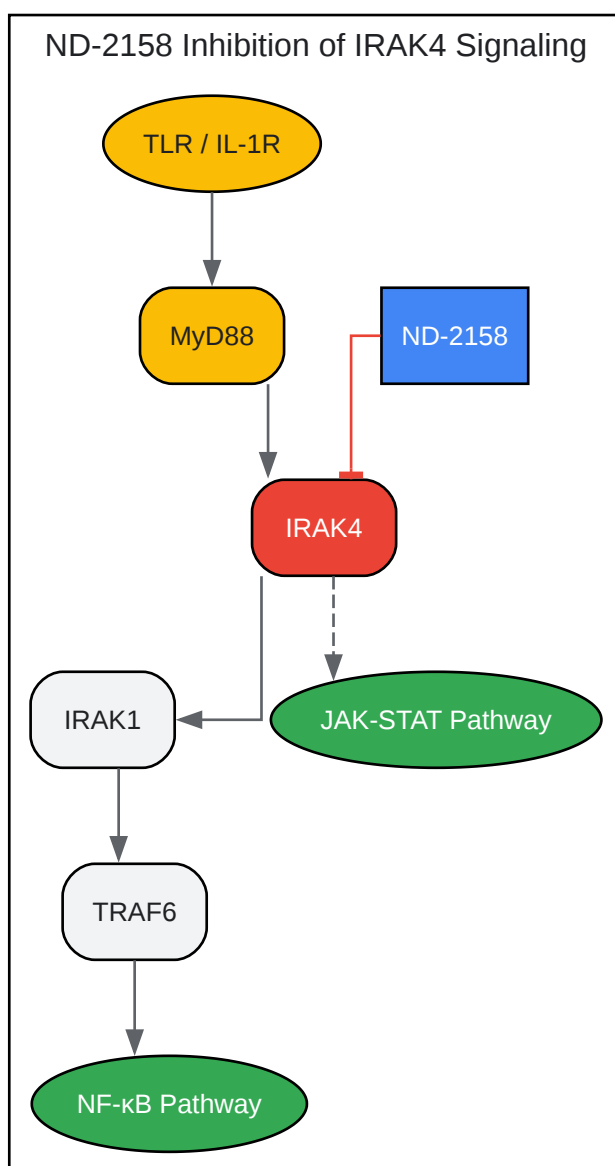 ND-2158 Inhibition of IRAK4 Signaling
TLR / IL-1R
MyD88
ND-2158
IRAK4
IRAK1
JAK-STAT Pathway
TRAF6
NF-κB Pathway